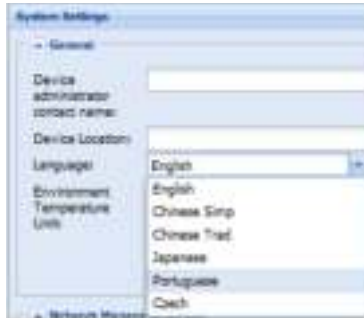 System Settings
General
Device
administrator
contact name:
Device Location:
Language:
English
English
Environment
Temperature
Units
Chinese Simp
Chinese Trad
Japanese
Portuguese
Czech
Network